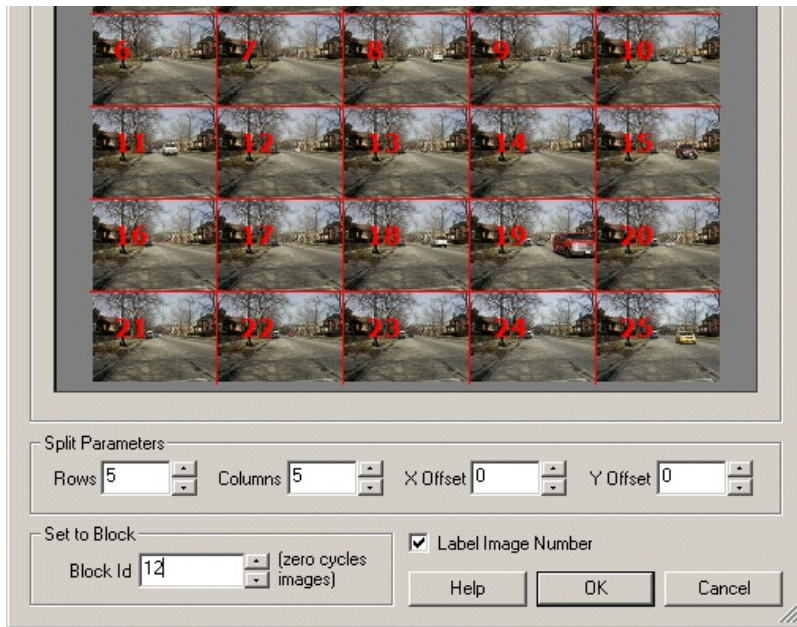 6 7 8 9 10
11 12 13 14 15
16 17 18 19 20
21 22 23 24 25
Split Parameters
Rows 5 Columns 5 X Offset 0 Y Offset 0
Set to Block
Block Id 12 (zero cycles images)
Label Image Number
Help OK Cancel